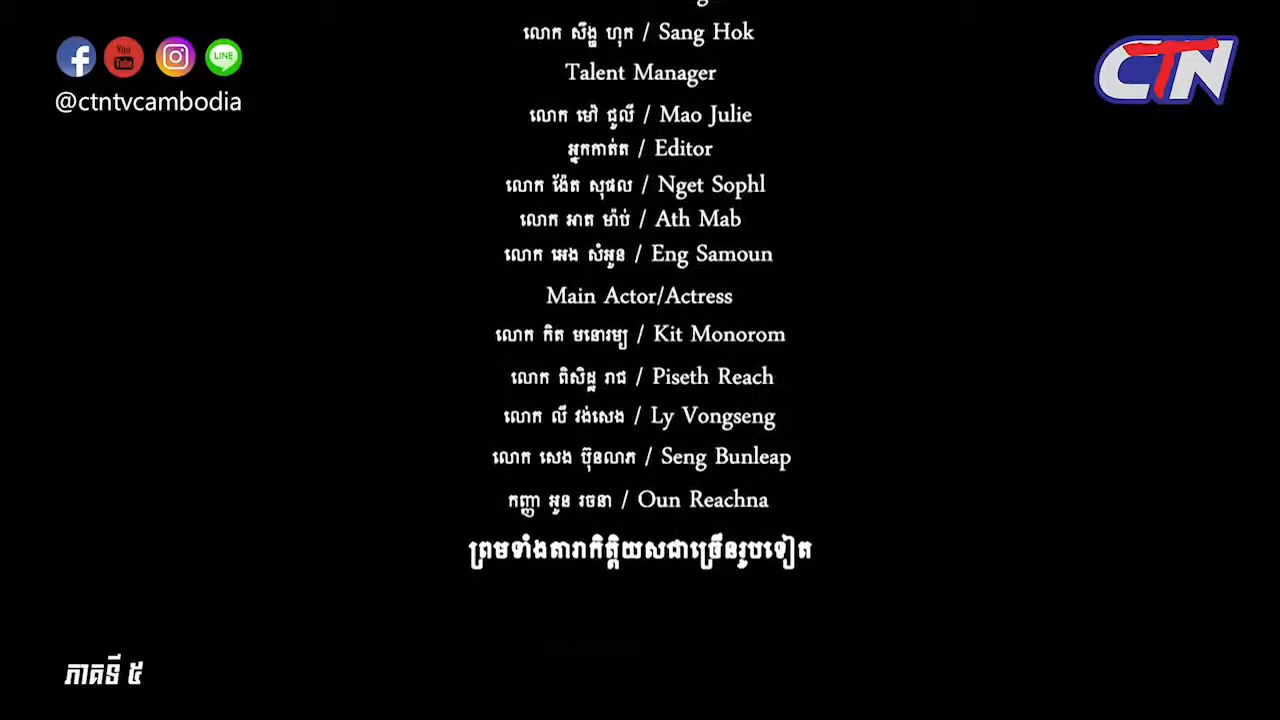 លោក សឹង្ហ ហុក / Sang Hok
Talent Manager
លោក ម៉ៅ ជូលី / Mao Julie
អ្នកកាត់ត / Editor
លោក ង៉ែត សុផល / Nget Sophl
លោក អាត ម៉ាប់ / Ath Mab
លោក អេង សំអូន / Eng Samoun
Main Actor/Actress
លោក កិត មនោរម្យ / Kit Monorom
លោក ពិសិដ្ឋ រាជ / Piseth Reach
លោក លី វង់សេង / Ly Vongseng
លោក សេង ប៊ុនលាភ / Seng Bunleap
កញ្ញា អូន រចនា / Oun Reachna
ព្រមទាំងតារាកិត្តិយសជាច្រើនរូបទៀត
You Tube
LINE
@ctntvcambodia
CTN
ភាគទី ៥